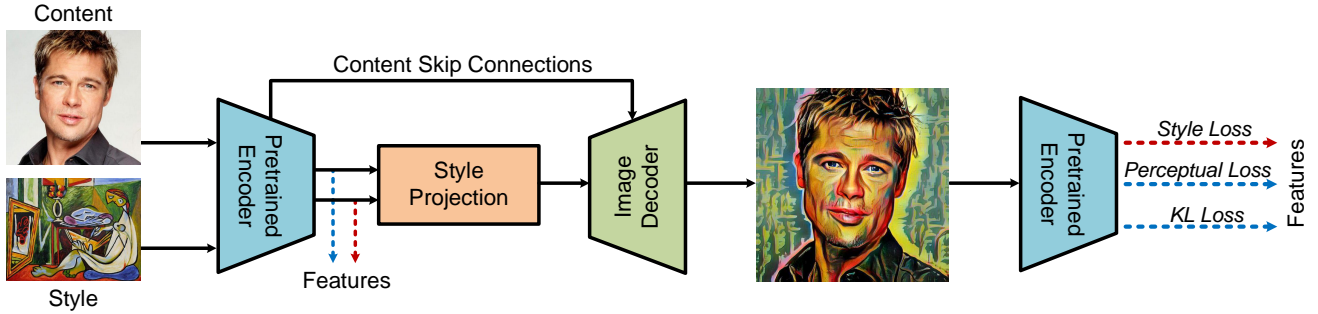 Content
Content Skip Connections
Pretrained
Encoder
Style
Projection
Image
Decoder
Pretrained
Encoder
Style Loss
Perceptual Loss
KL Loss
Features
Features
Style